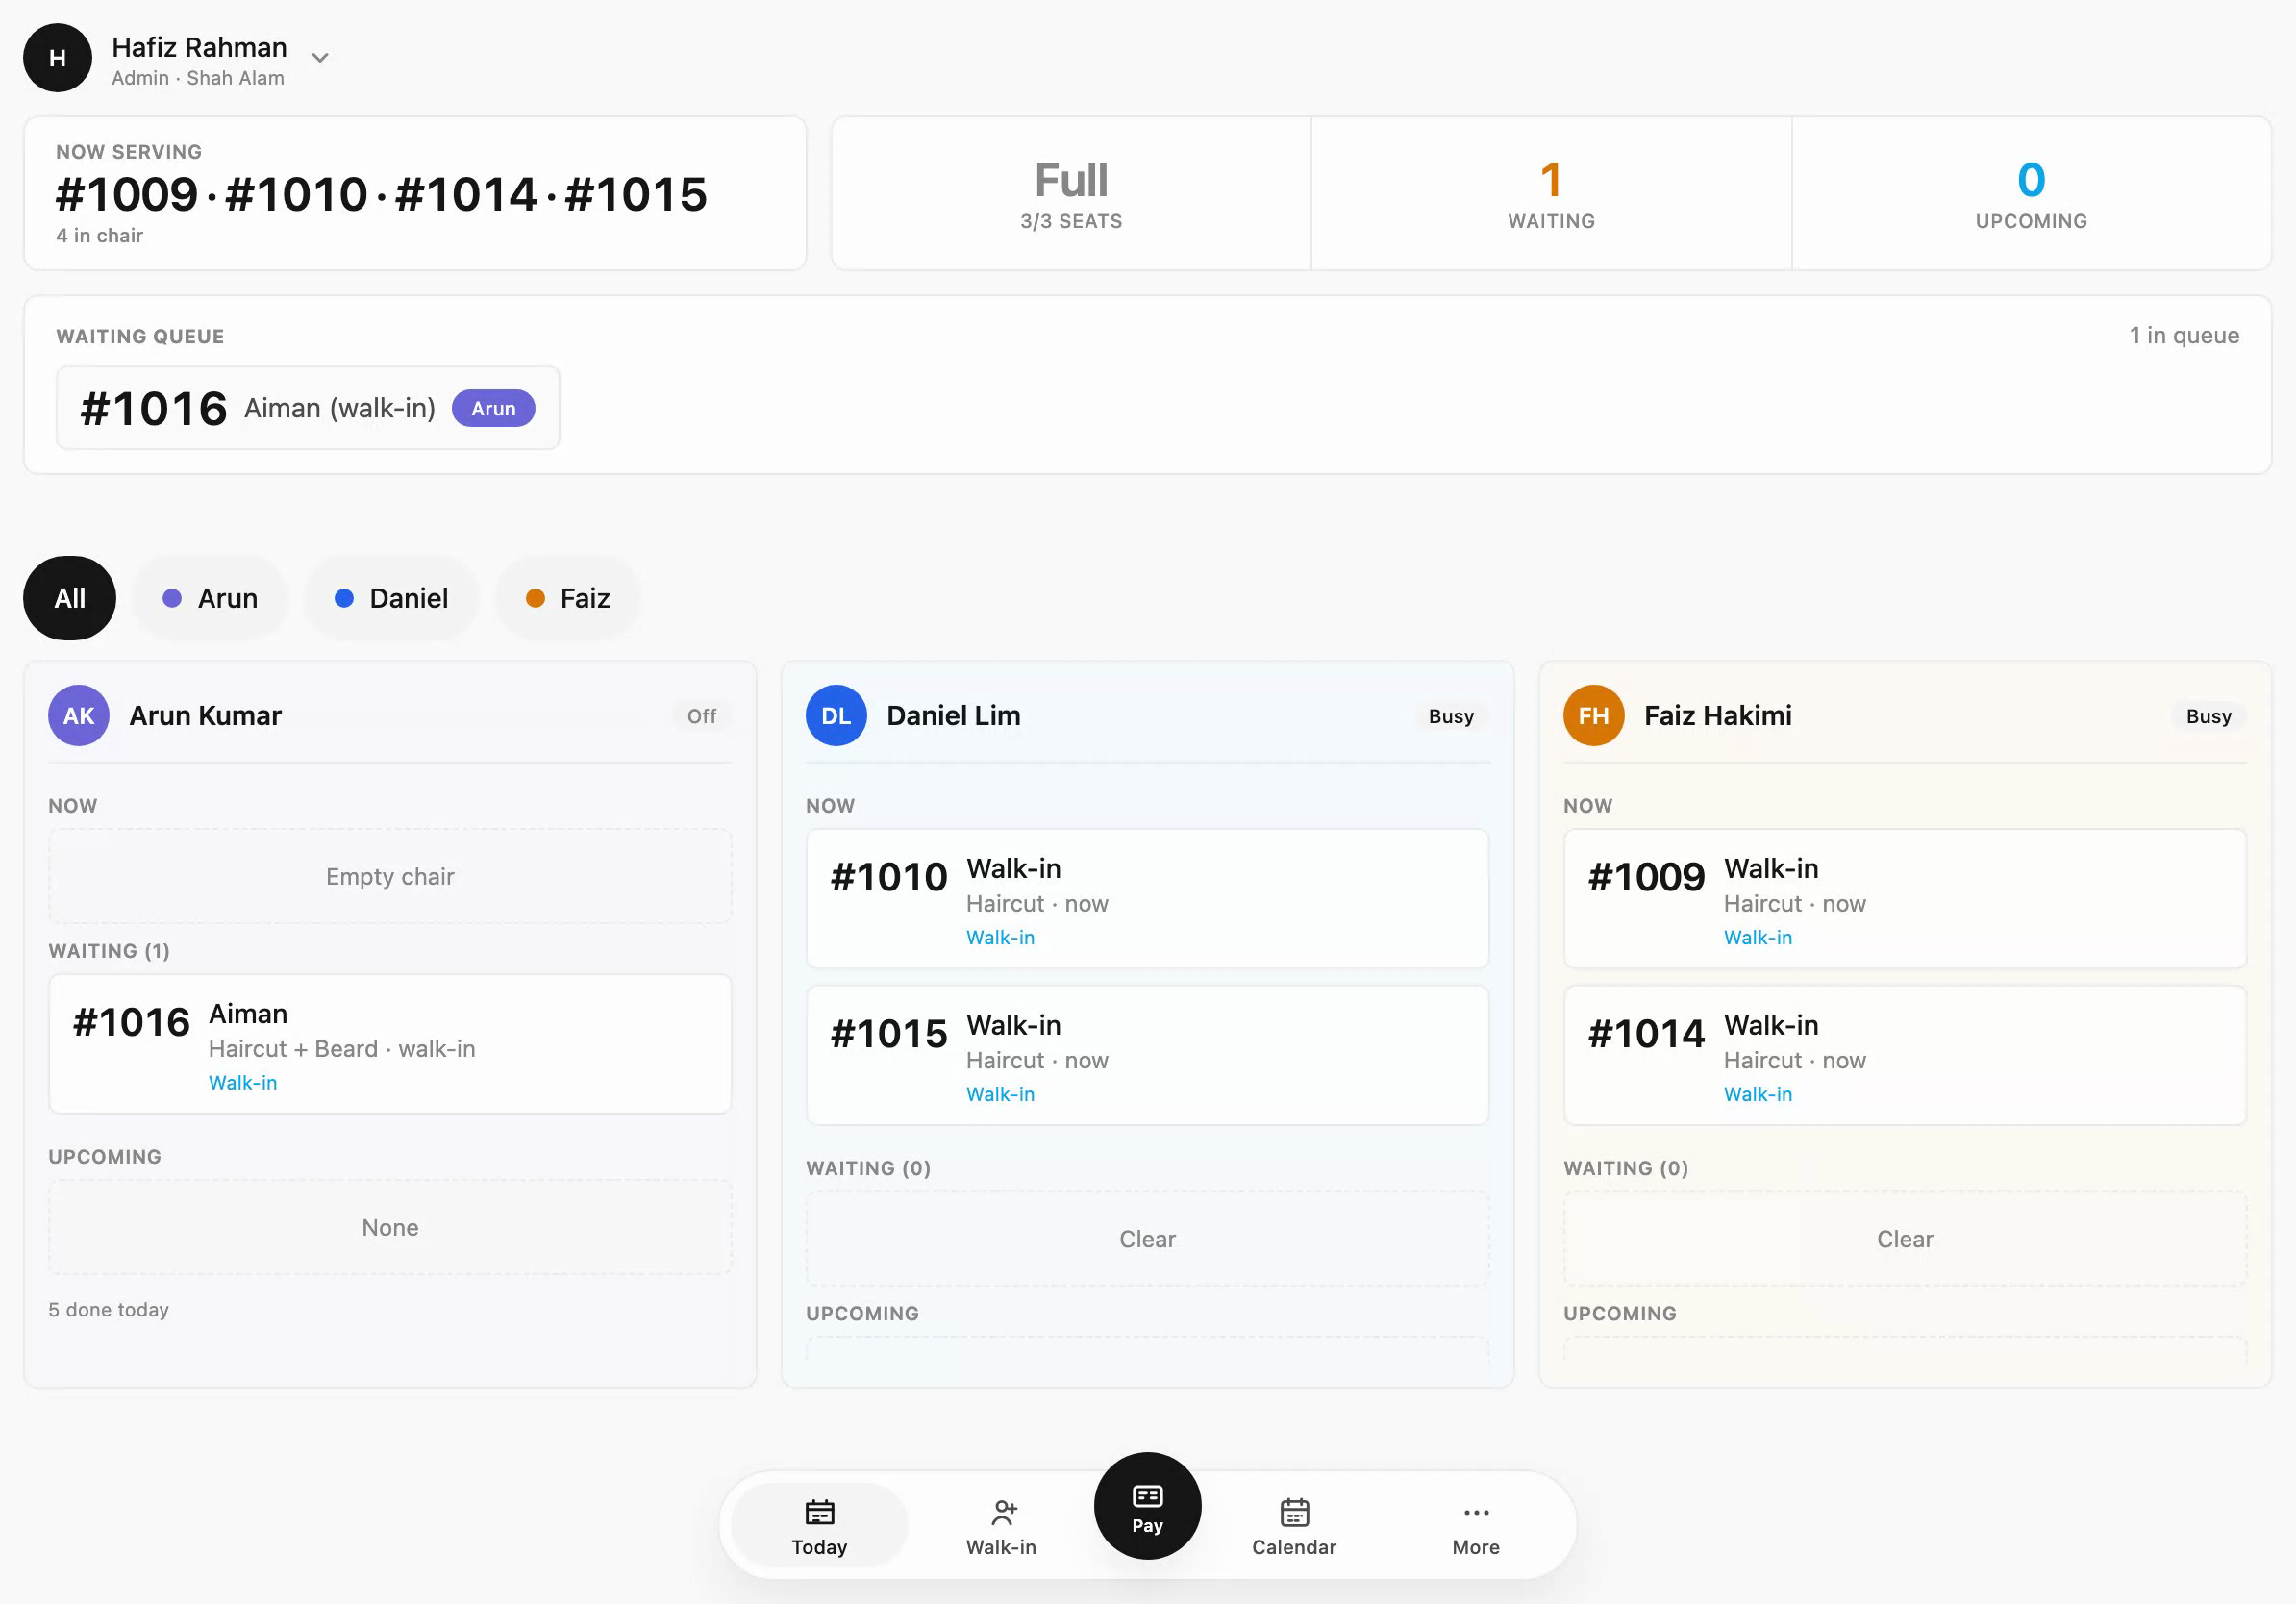 H
Hafiz Rahman
Admin · Shah Alam
NOW SERVING
#1009 · #1010 · #1014 · #1015
4 in chair
Full
3/3 SEATS
1
WAITING
0
UPCOMING
WAITING QUEUE
1 in queue
#1016 Aiman (walk-in) Arun
All
Arun
Daniel
Faiz
AK Arun Kumar Off
NOW
Empty chair
WAITING (1)
#1016 Aiman
Haircut + Beard · walk-in
Walk-in
UPCOMING
None
5 done today
DL Daniel Lim Busy
NOW
#1010 Walk-in
Haircut · now
Walk-in
#1015 Walk-in
Haircut · now
Walk-in
WAITING (0)
Clear
UPCOMING
FH Faiz Hakimi Busy
NOW
#1009 Walk-in
Haircut · now
Walk-in
#1014 Walk-in
Haircut · now
Walk-in
WAITING (0)
Clear
UPCOMING
Today
Walk-in
Pay
Calendar
More